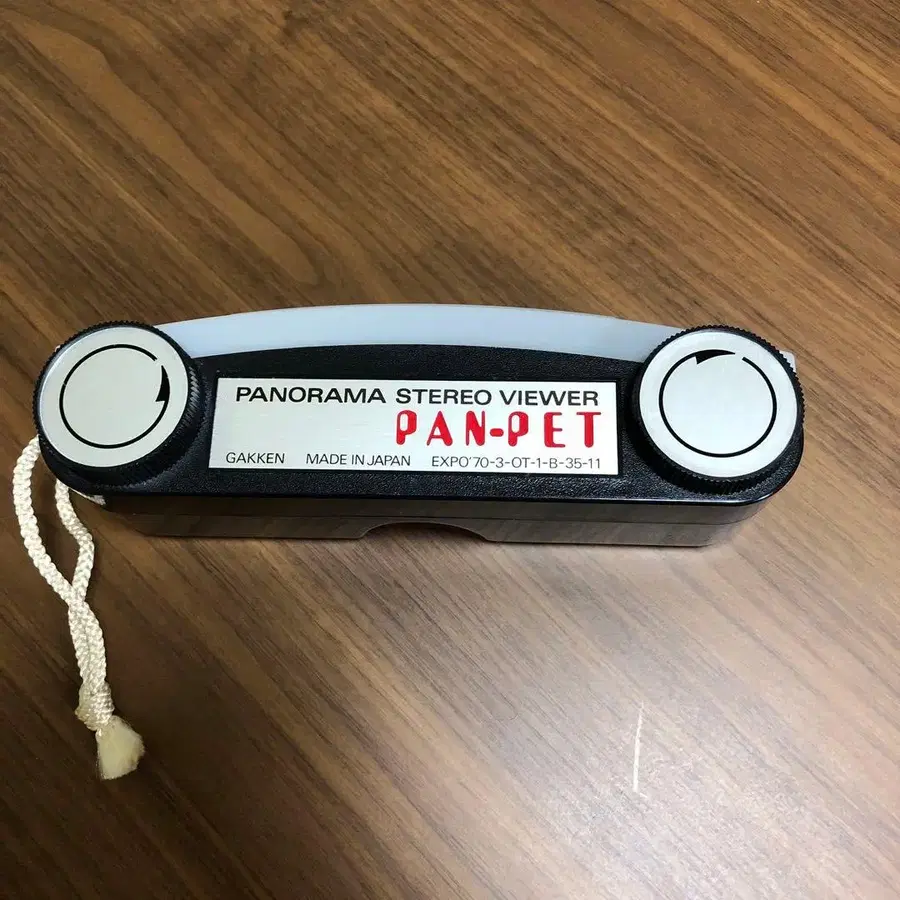 PANORAMA STEREO VIEWER
PAN-PET
GAKKEN MADE IN JAPAN EXPO'70-3-OT-1-B-35-11